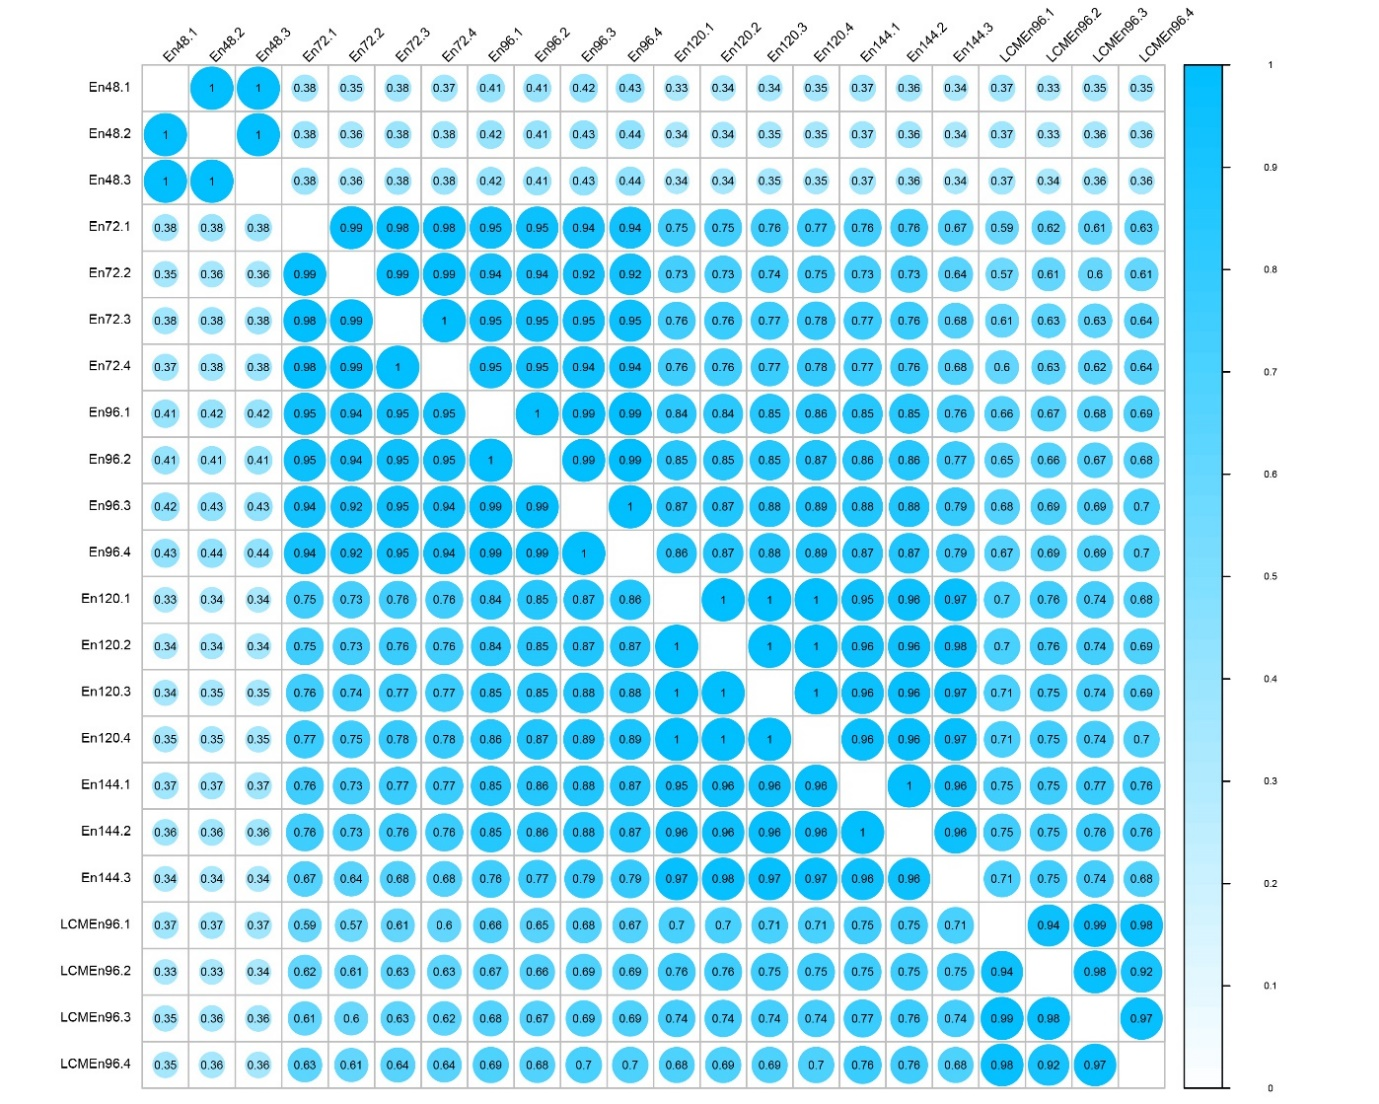 En48.1 En48.2 En48.3 En72.1 En72.2 En72.3 En72.4 En96.1 En96.2 En96.3 En96.4 En120.1 En120.2 En120.3 En120.4 En144.1 En144.2 En144.3 LCMEn96.1 LCMEn96.2 LCMEn96.3 LCMEn96.4
En48.1 1 1 0.38 0.35 0.38 0.37 0.41 0.41 0.42 0.43 0.33 0.34 0.34 0.35 0.37 0.36 0.34 0.37 0.33 0.35 0.35
En48.2 1 1 0.38 0.36 0.38 0.38 0.42 0.41 0.43 0.44 0.34 0.34 0.35 0.35 0.37 0.36 0.34 0.37 0.33 0.36 0.36
En48.3 1 1 0.38 0.36 0.38 0.38 0.42 0.41 0.43 0.44 0.34 0.34 0.35 0.35 0.37 0.36 0.34 0.37 0.34 0.36 0.36
En72.1 0.38 0.38 0.38 0.99 0.98 0.98 0.95 0.95 0.94 0.94 0.75 0.75 0.76 0.77 0.76 0.76 0.67 0.59 0.62 0.61 0.63
En72.2 0.35 0.36 0.36 0.99 0.99 0.99 0.94 0.94 0.92 0.92 0.73 0.73 0.74 0.75 0.73 0.73 0.64 0.57 0.61 0.6 0.61
En72.3 0.38 0.38 0.38 0.98 0.99 1 0.95 0.95 0.95 0.95 0.76 0.76 0.77 0.78 0.77 0.76 0.68 0.61 0.63 0.63 0.64
En72.4 0.37 0.38 0.38 0.98 0.99 1 0.95 0.95 0.94 0.94 0.76 0.76 0.77 0.78 0.77 0.76 0.68 0.6 0.63 0.62 0.64
En96.1 0.41 0.42 0.42 0.95 0.94 0.95 0.95 1 0.99 0.99 0.84 0.84 0.85 0.86 0.85 0.85 0.76 0.66 0.67 0.68 0.69
En96.2 0.41 0.41 0.41 0.95 0.94 0.95 0.95 1 0.99 0.99 0.85 0.85 0.85 0.87 0.86 0.86 0.77 0.65 0.66 0.67 0.68
En96.3 0.42 0.43 0.43 0.94 0.92 0.95 0.94 0.99 0.99 1 0.87 0.87 0.88 0.89 0.88 0.88 0.79 0.68 0.69 0.69 0.7
En96.4 0.43 0.44 0.44 0.94 0.92 0.95 0.94 0.99 0.99 1 0.86 0.87 0.88 0.89 0.87 0.87 0.79 0.67 0.69 0.69 0.7
En120.1 0.33 0.34 0.34 0.75 0.73 0.76 0.76 0.84 0.85 0.87 0.86 1 1 1 0.95 0.96 0.97 0.7 0.76 0.74 0.68
En120.2 0.34 0.34 0.34 0.75 0.73 0.76 0.76 0.84 0.85 0.87 0.87 1 1 1 0.96 0.96 0.98 0.7 0.76 0.74 0.69
En120.3 0.34 0.35 0.35 0.76 0.74 0.77 0.77 0.85 0.85 0.88 0.88 1 1 1 0.96 0.96 0.97 0.71 0.75 0.74 0.69
En120.4 0.35 0.35 0.35 0.77 0.75 0.78 0.78 0.86 0.87 0.89 0.89 1 1 1 0.96 0.96 0.97 0.71 0.75 0.74 0.7
En144.1 0.37 0.37 0.37 0.76 0.73 0.77 0.77 0.85 0.86 0.88 0.87 0.95 0.96 0.96 0.96 1 0.96 0.75 0.75 0.77 0.76
En144.2 0.36 0.36 0.36 0.76 0.73 0.76 0.76 0.85 0.86 0.88 0.87 0.96 0.96 0.96 0.96 1 0.96 0.75 0.75 0.76 0.76
En144.3 0.34 0.34 0.34 0.67 0.64 0.68 0.68 0.76 0.77 0.79 0.79 0.97 0.98 0.97 0.97 0.96 0.96 0.71 0.75 0.74 0.68
LCMEn96.1 0.37 0.37 0.37 0.59 0.57 0.61 0.6 0.66 0.65 0.68 0.67 0.7 0.7 0.71 0.71 0.75 0.75 0.71 0.94 0.99 0.98
LCMEn96.2 0.33 0.33 0.34 0.62 0.61 0.63 0.63 0.67 0.66 0.69 0.69 0.76 0.76 0.75 0.75 0.75 0.75 0.75 0.94 0.98 0.92
LCMEn96.3 0.35 0.36 0.36 0.61 0.6 0.63 0.62 0.68 0.67 0.69 0.69 0.74 0.74 0.74 0.74 0.77 0.76 0.74 0.99 0.98 0.97
LCMEn96.4 0.35 0.36 0.36 0.63 0.61 0.64 0.64 0.69 0.68 0.7 0.7 0.68 0.69 0.69 0.7 0.76 0.76 0.68 0.98 0.92 0.97
1
0.9
0.8
0.7
0.6
0.5
0.4
0.3
0.2
0.1
0